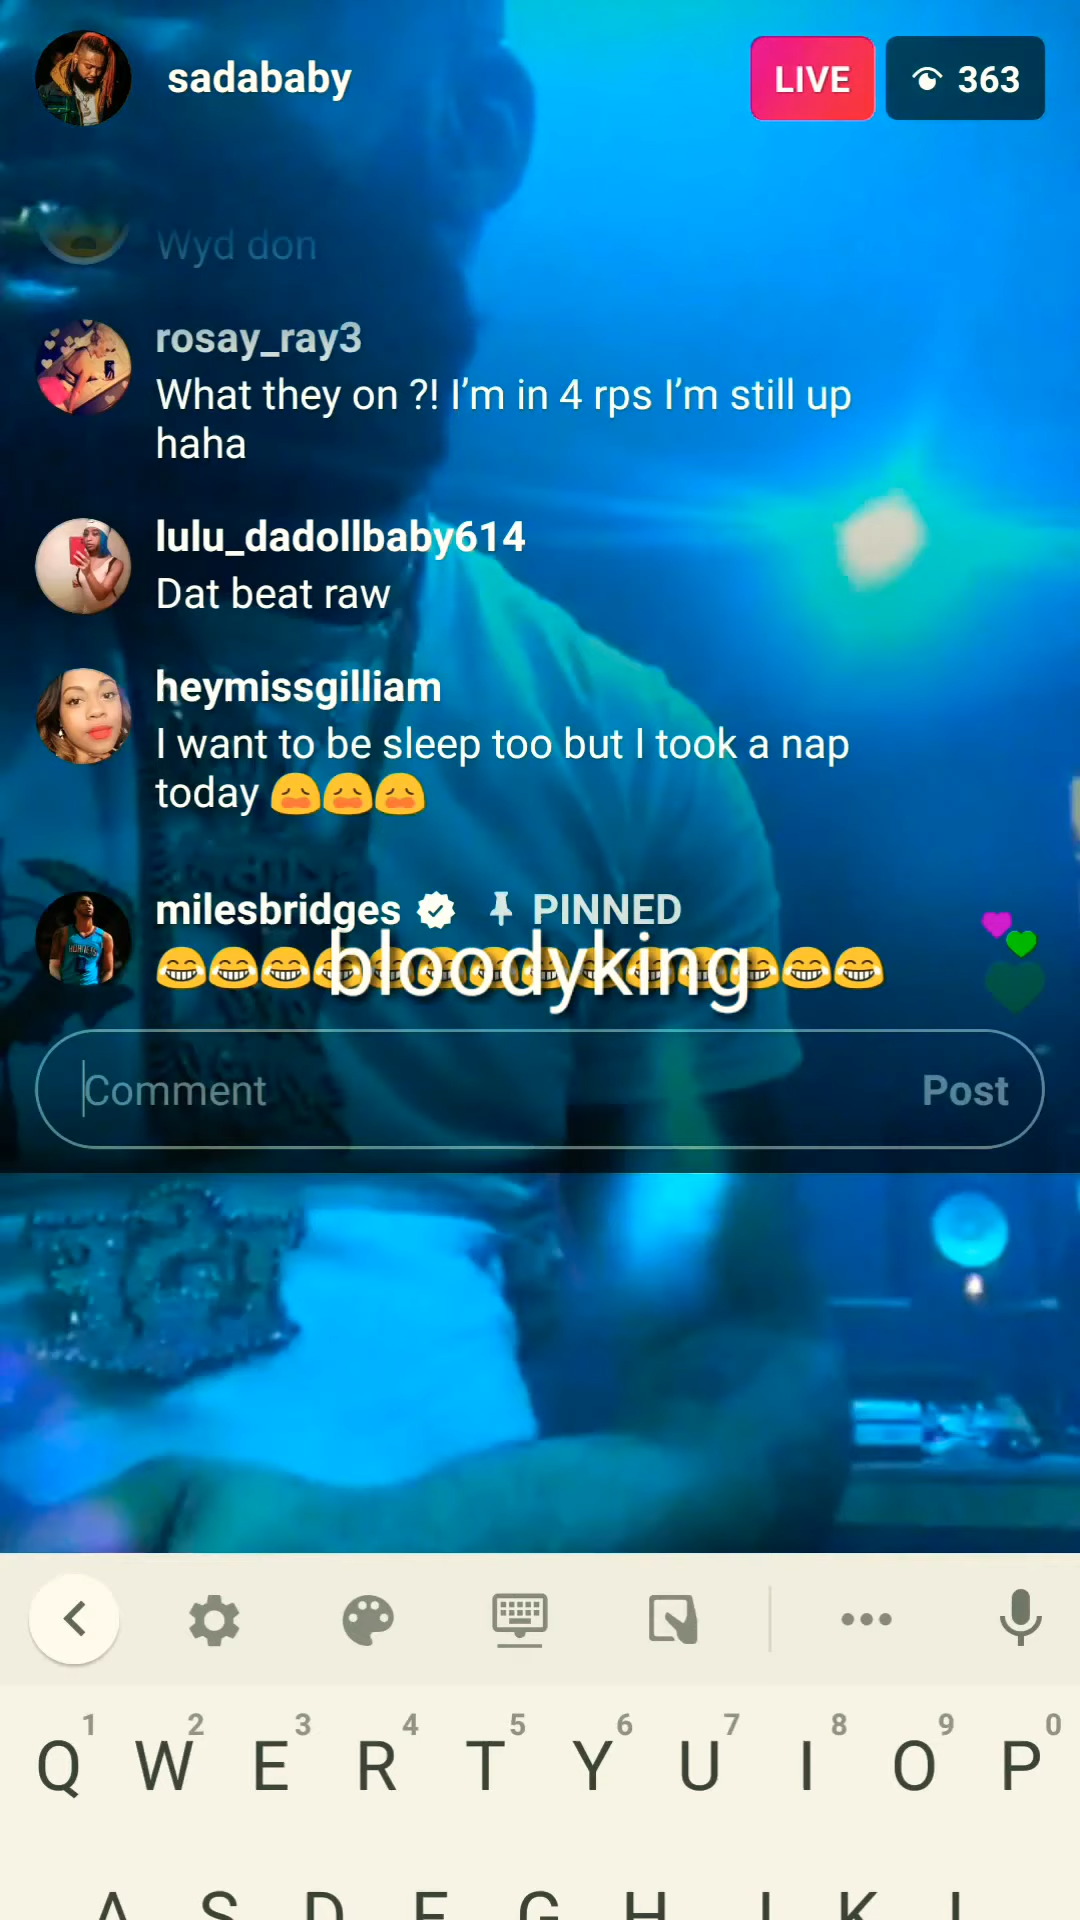 sadababy
LIVE
363
Wyd don
rosay_ray3
What they on ?! I’m in 4 rps I’m still up
haha
lulu_dadollbaby614
Dat beat raw
heymissgilliam
I want to be sleep too but I took a nap
today 😩😩😩
milesbridges PINNED
😂😂😂😂😂😂😂😂😂😂😂😂😂😂
bloodyking
Comment Post
1 2 3 4 5 6 7 8 9 0
Q W E R T Y U I O P
A S D F G H J K L